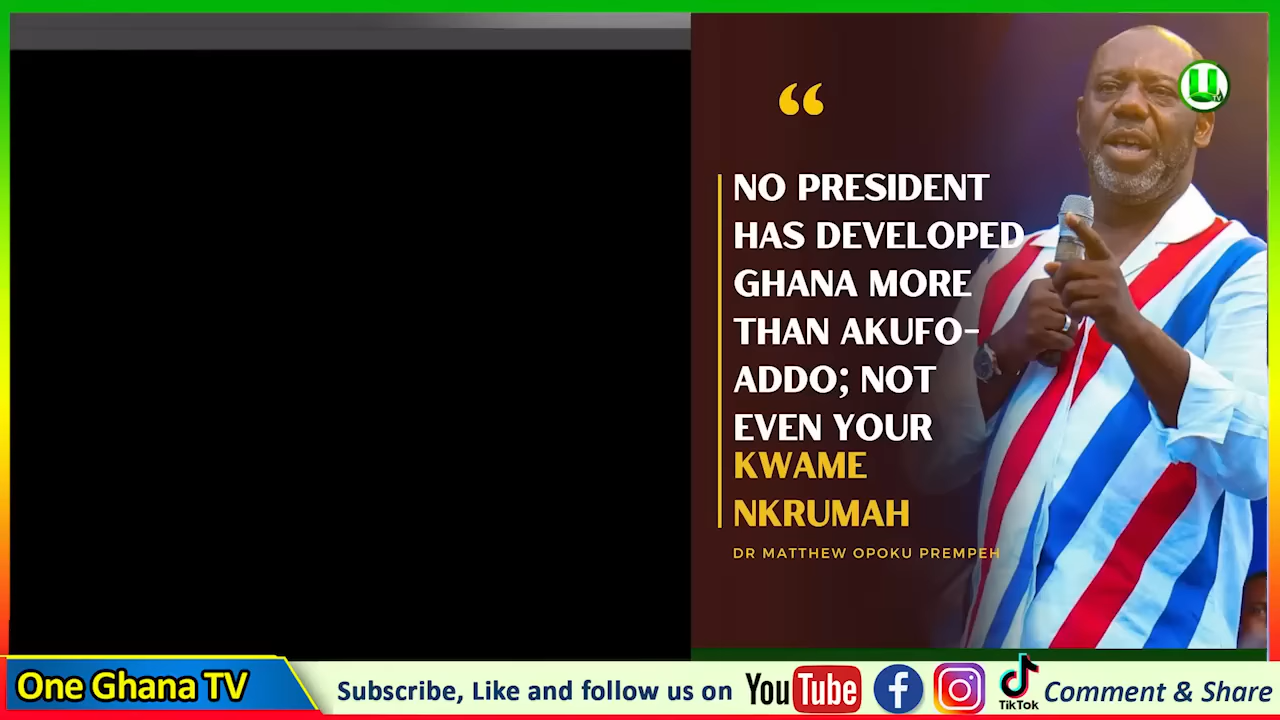 “
NO PRESIDENT
HAS DEVELOPED
GHANA MORE
THAN AKUFO-
ADDO; NOT
EVEN YOUR
KWAME
NKRUMAH
DR MATTHEW OPOKU PREMPEH
U
TV
One Ghana TV
Subscribe, Like and follow us on YouTube
TikTok
Comment & Share